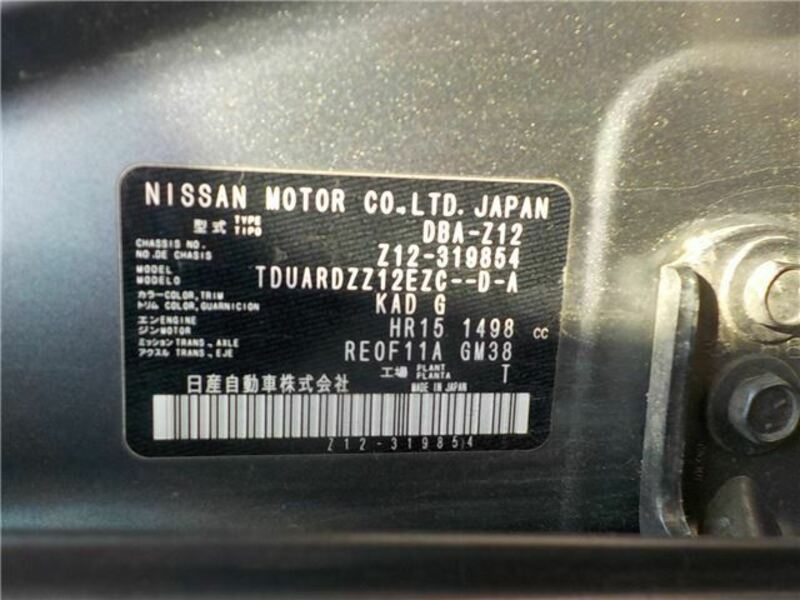 NISSAN MOTOR CO.,LTD. JAPAN
型式 TYPE TIPO DBA-Z12
CHASSIS NO. NO.DE CHASIS Z12-319854
MODEL MODELO TDUARDZZ12EZC--D-A
カラー COLOR, TRIM トリム COLOR, GUARNICION KAD G
エンENGINE ジンMOTOR HR15 1498 cc
ミッション TRANS., AXLE アクスル TRANS., EJE RE0F11A GM38
工場 PLANT PLANTA T
日産自動車株式会社 MADE IN JAPAN
Z12-319854